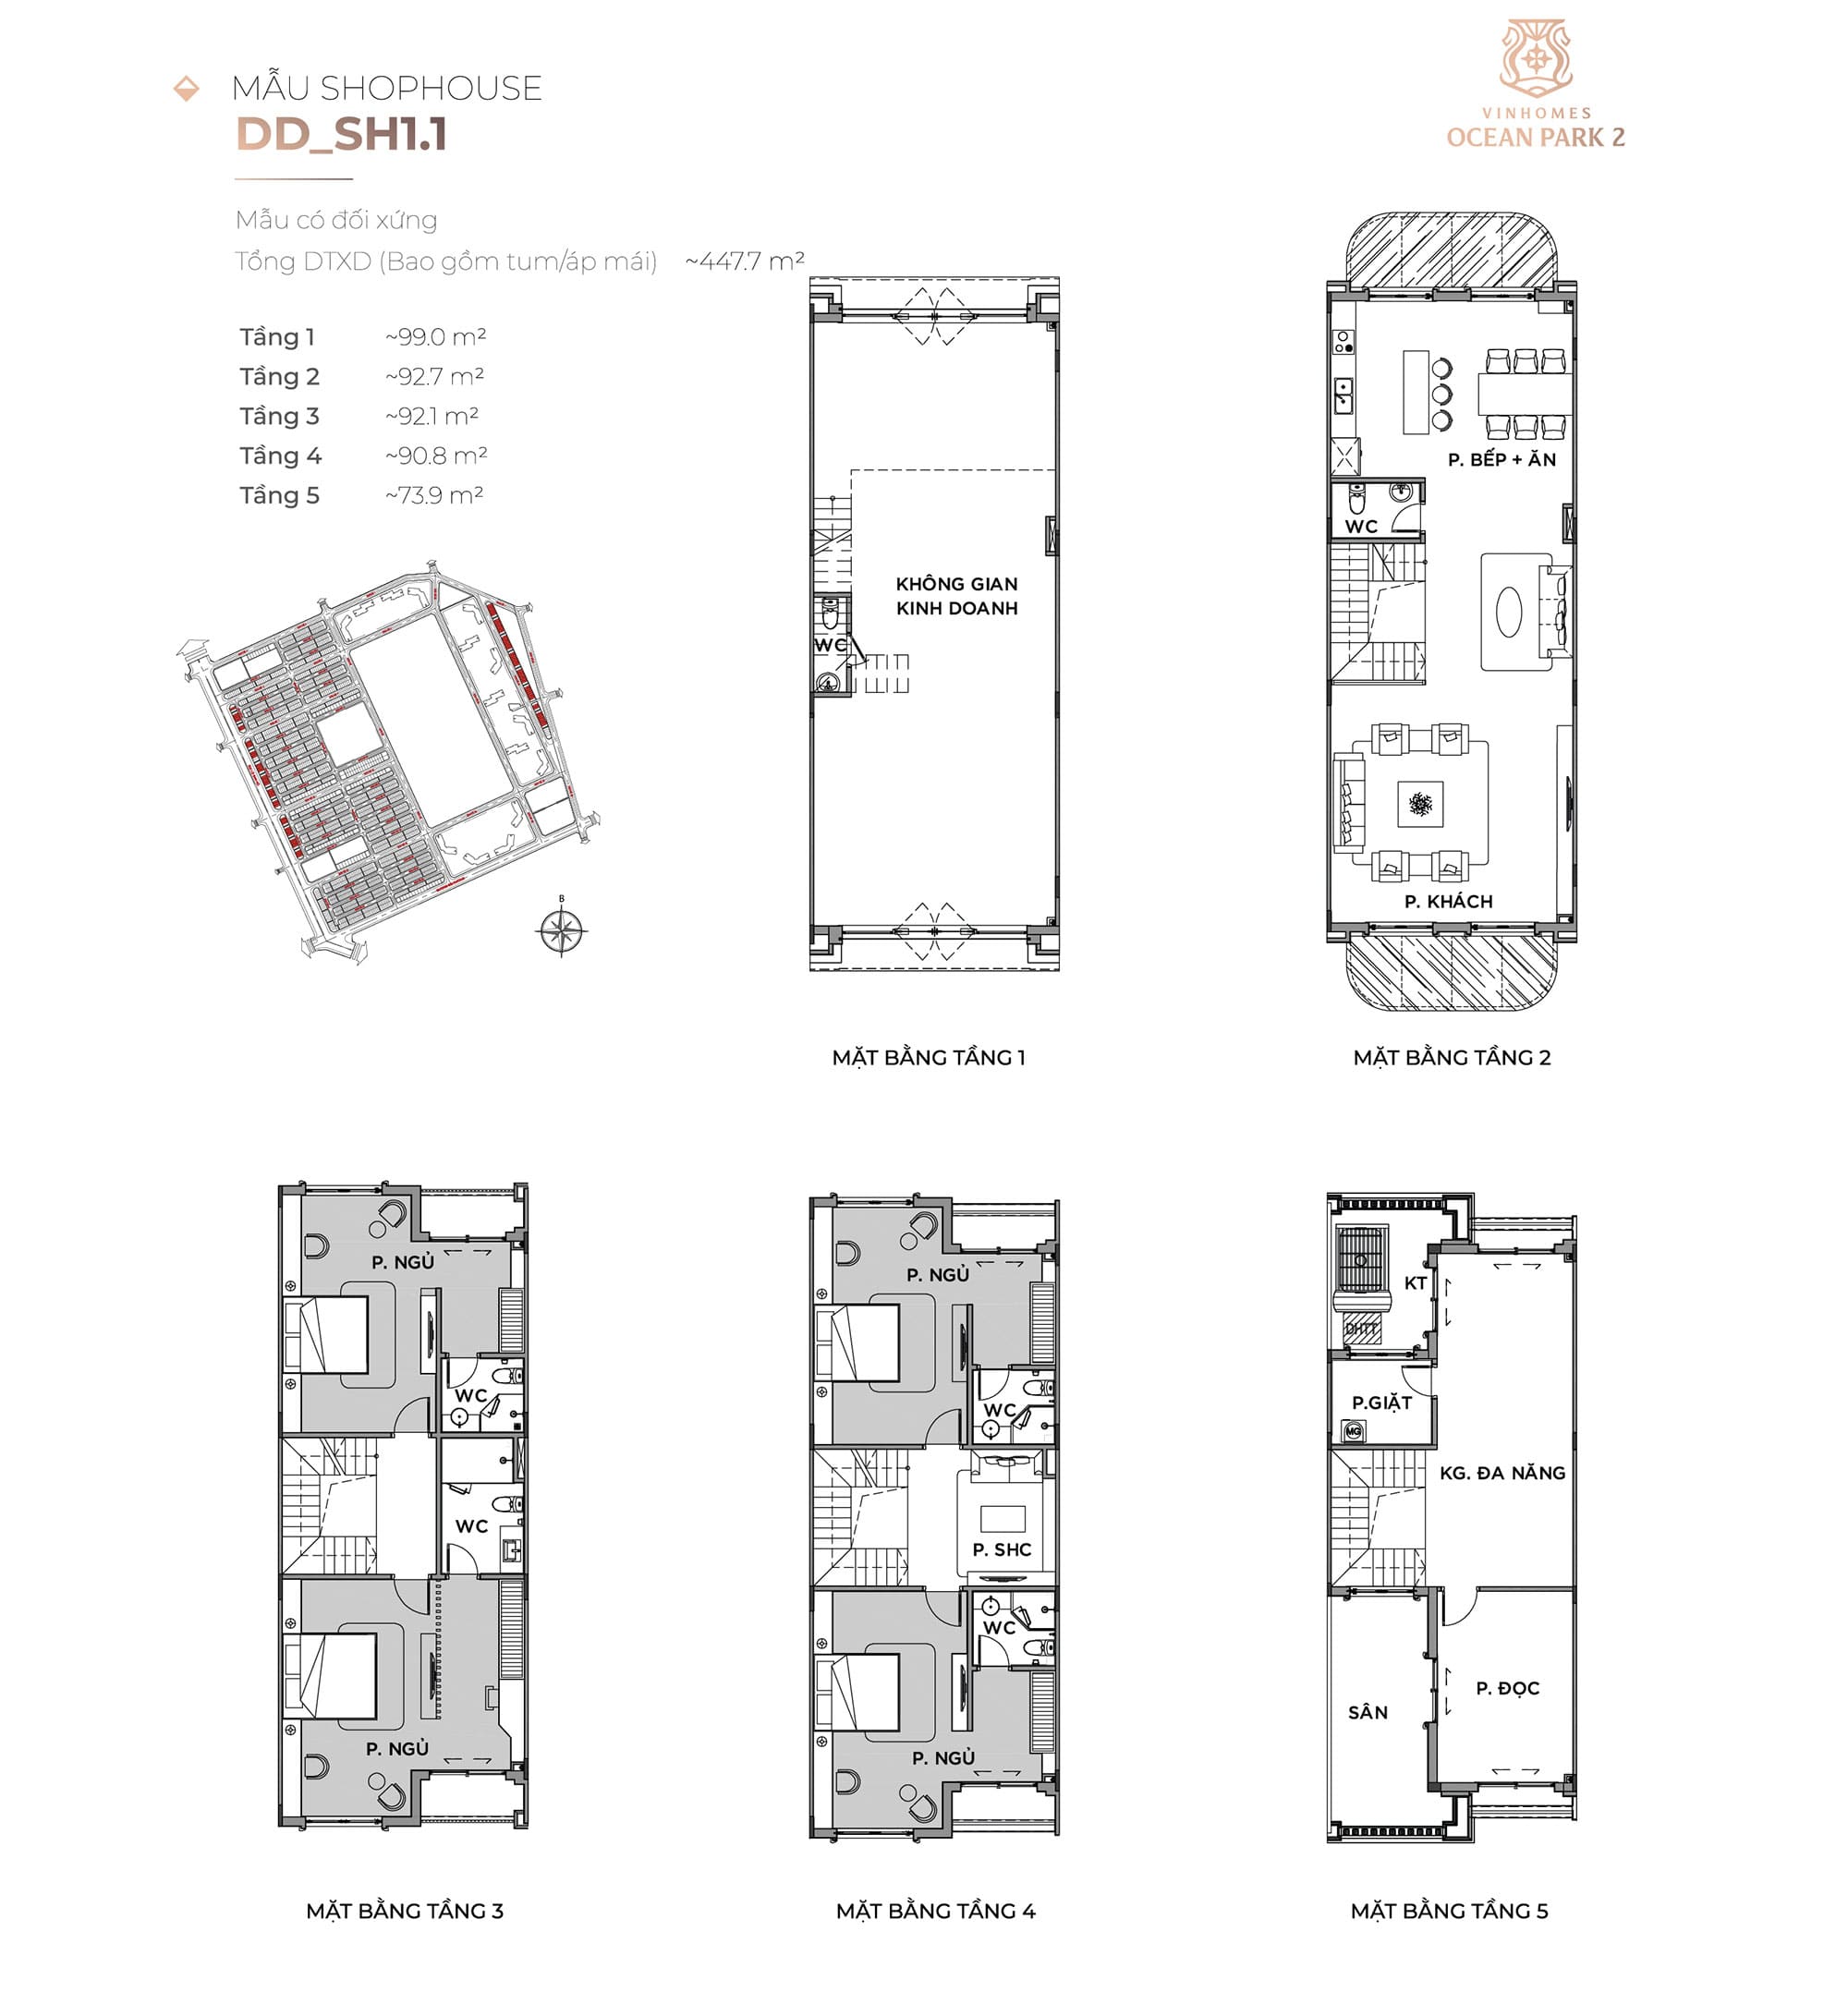 MẪU SHOPHOUSE
DD_SH1.1
VINHOMES
OCEAN PARK 2
Mẫu có đối xứng
Tổng DTXD (Bao gồm tum/áp mái) ~447.7 m²
Tầng 1 ~99.0 m²
Tầng 2 ~92.7 m²
Tầng 3 ~92.1 m²
Tầng 4 ~90.8 m²
Tầng 5 ~73.9 m²
B
KHÔNG GIAN
KINH DOANH
WC
MẶT BẰNG TẦNG 1
P. BẾP + ĂN
WC
P. KHÁCH
MẶT BẰNG TẦNG 2
P. NGỦ
WC
WC
P. NGỦ
MẶT BẰNG TẦNG 3
P. NGỦ
WC
P. SHC
WC
P. NGỦ
MẶT BẰNG TẦNG 4
KT
DHTT
P.GIẶT
MG
KG. ĐA NĂNG
P. ĐỌC
SÂN
MẶT BẰNG TẦNG 5